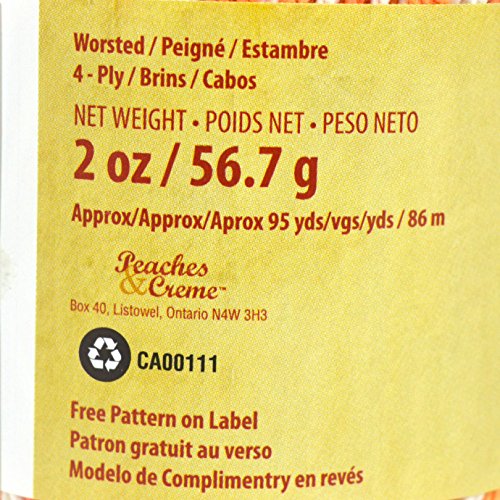 Worsted / Peigné / Estambre
4 - Ply / Brins / Cabos
NET WEIGHT • POIDS NET • PESO NETO
2 oz / 56.7 g
Approx/Approx/Aprox 95 yds/vgs/yds / 86 m
Peaches
& Creme™
Box 40, Listowel, Ontario N4W 3H3
CA00111
Free Pattern on Label
Patron gratuit au verso
Modelo de Complimentry en revés